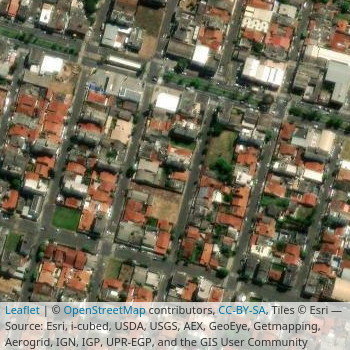 Leaflet | © OpenStreetMap contributors, CC-BY-SA, Tiles © Esri —
Source: Esri, i-cubed, USDA, USGS, AEX, GeoEye, Getmapping,
Aerogrid, IGN, IGP, UPR-EGP, and the GIS User Community